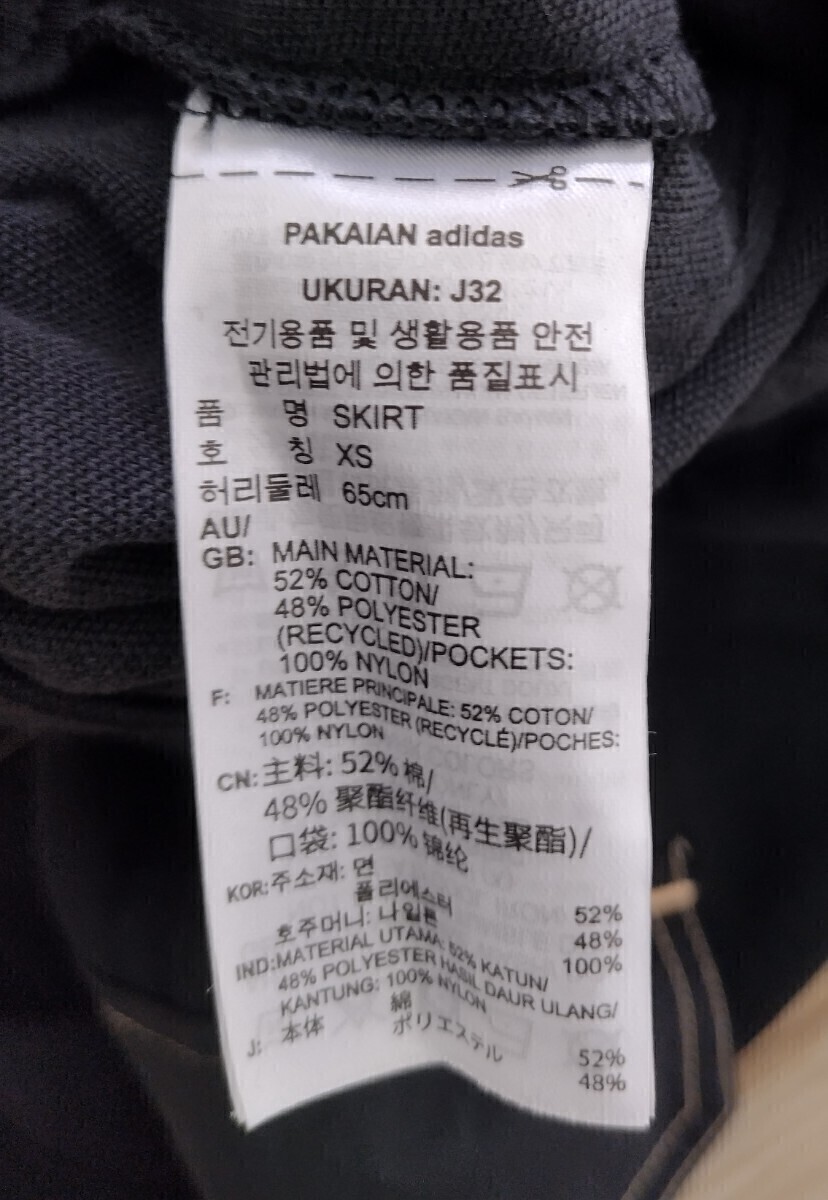 PAKAIAN adidas
UKURAN: J32
전기용품 및 생활용품 안전
관리법에 의한 품질표시
품 명 SKIRT
호 칭 XS
허리둘레 65cm
AU/
GB: MAIN MATERIAL:
52% COTTON/
48% POLYESTER
(RECYCLED)/POCKETS:
100% NYLON
F: MATIERE PRINCIPALE: 52% COTON/
48% POLYESTER (RECYCLÉ)/POCHES:
100% NYLON
CN: 主料: 52% 棉/
48% 聚酯纤维(再生聚酯)/
口袋: 100% 锦纶
KOR: 주소재: 면 52%
폴리에스터 48%
호주머니: 나일론 100%
IND: MATERIAL UTAMA: 52% KATUN/
48% POLYESTER HASIL DAUR ULANG/
KANTUNG: 100% NYLON
J: 本体 綿 52%
ポリエステル 48%